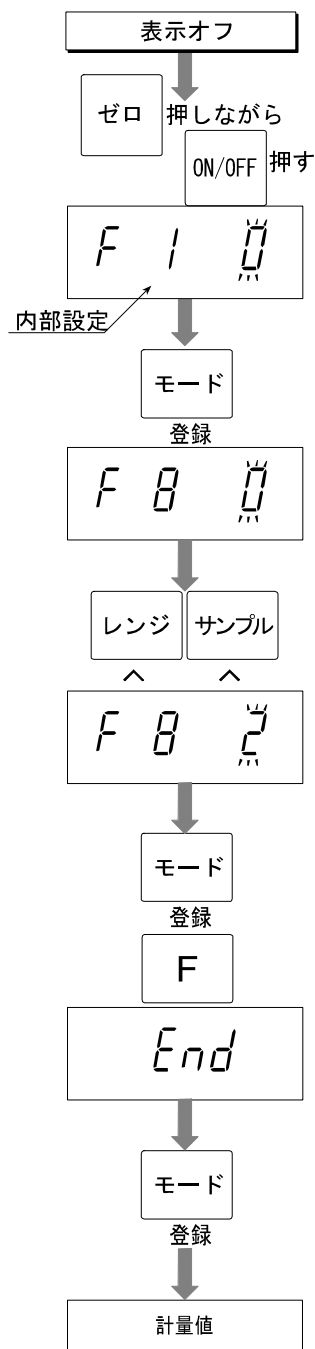 表示オフ
ゼロ 押しながら
ON/OFF 押す
F 1 0
内部設定
モード
登録
F 8 0
レンジ サンプル
^ ^
F 8 2
モード
登録
F
End
モード
登録
計量値